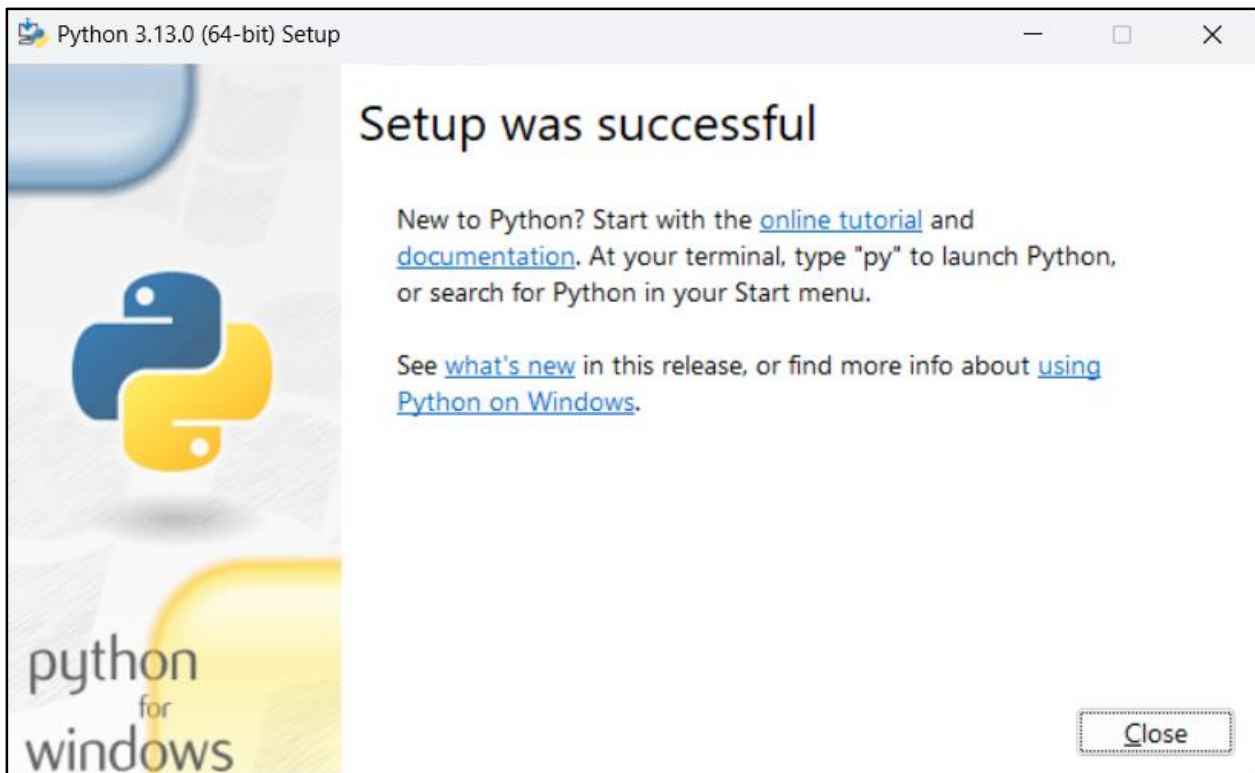 Python 3.13.0 (64-bit) Setup
Setup was successful
New to Python? Start with the online tutorial and
documentation. At your terminal, type "py" to launch Python,
or search for Python in your Start menu.
See what's new in this release, or find more info about using
Python on Windows.
python
for
windows
Close